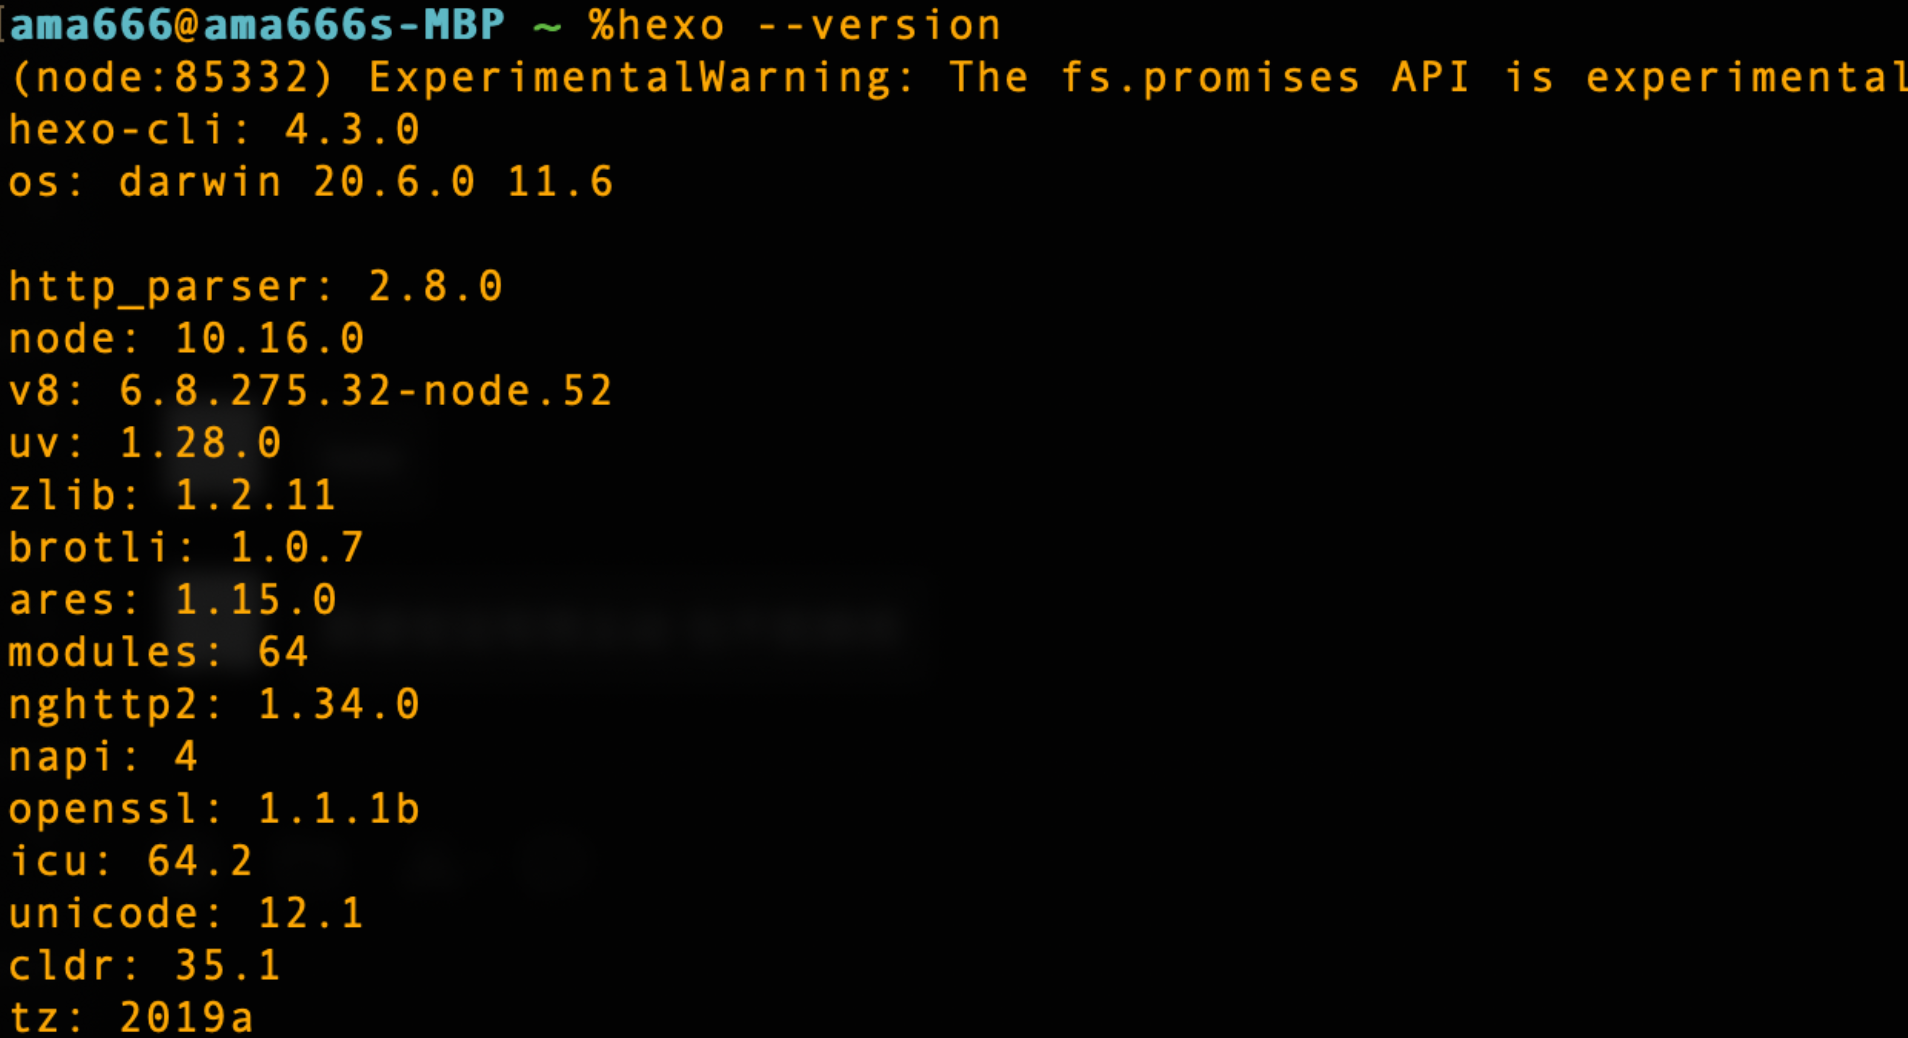 [ama666@ama666s-MBP ~ %hexo --version
(node:85332) ExperimentalWarning: The fs.promises API is experimental
hexo-cli: 4.3.0
os: darwin 20.6.0 11.6
http_parser: 2.8.0
node: 10.16.0
v8: 6.8.275.32-node.52
uv: 1.28.0
zlib: 1.2.11
brotli: 1.0.7
ares: 1.15.0
modules: 64
nghttp2: 1.34.0
napi: 4
openssl: 1.1.1b
icu: 64.2
unicode: 12.1
cldr: 35.1
tz: 2019a